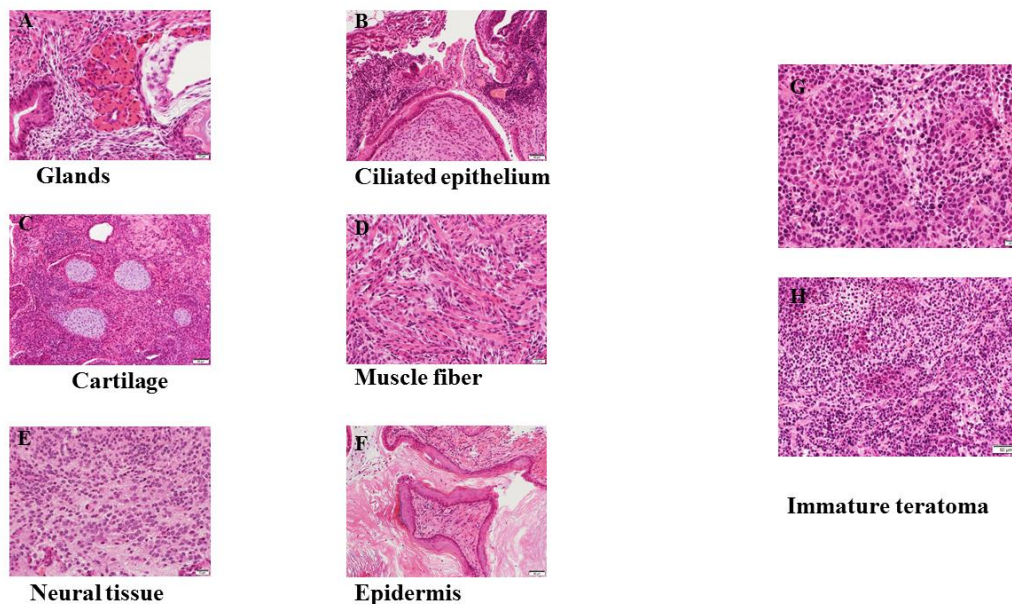 A
B
Glands
Ciliated epithelium
C
D
Cartilage
Muscle fiber
E
F
Neural tissue
Epidermis
G
H
Immature teratoma